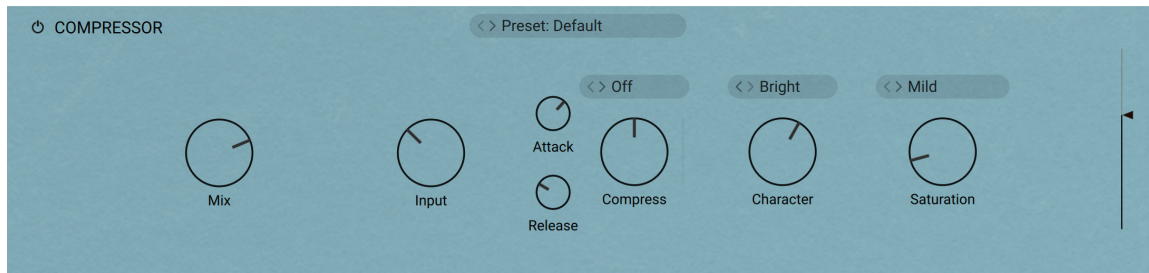 COMPRESSOR
Preset: Default
Off
Bright
Mild
Attack
Mix
Input
Compress
Character
Saturation
Release